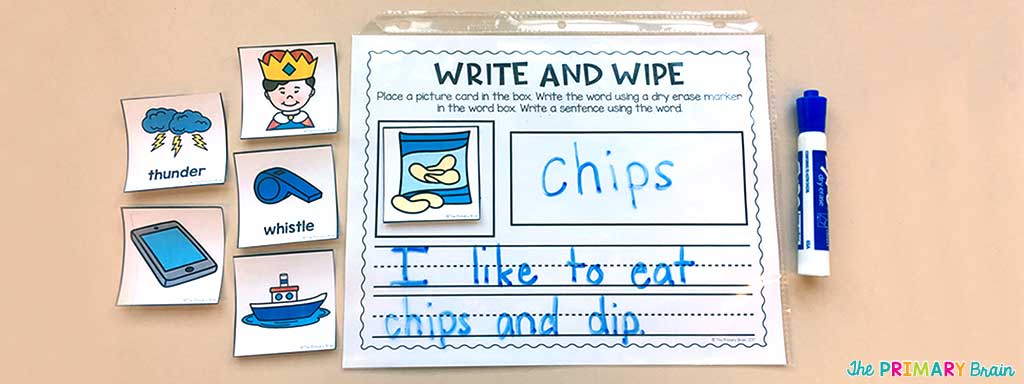 WRITE AND WIPE
Place a picture card in the box. Write the word using a dry erase marker
in the word box. Write a sentence using the word.
thunder
whistle
chips
I like to eat
chips and dip.
dry erase
The PRIMARY Brain